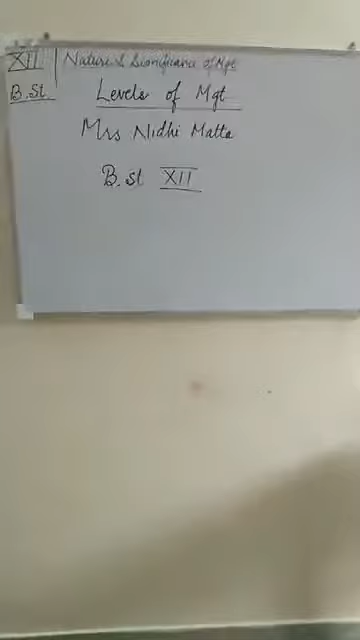 XII Nature & Significance of Mgt
B.St Levels of Mgt
Mrs Nidhi Matta
B.st XII